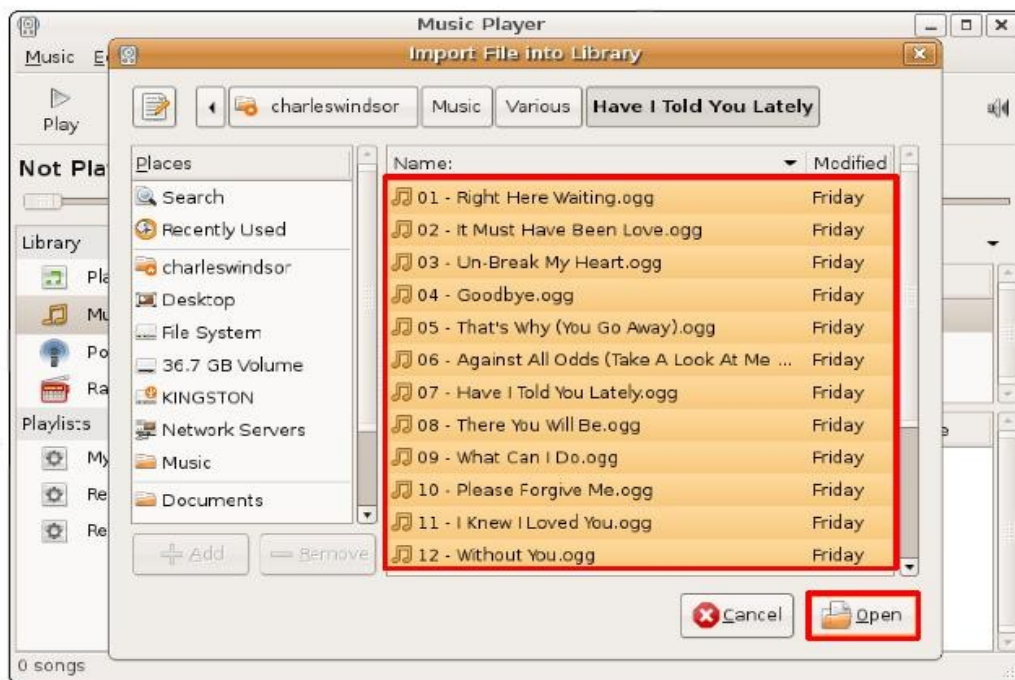 Music Player
Music E
Import File into Library
Play
charleswindsor Music Various Have I Told You Lately
Not Pla
Places
Search
Recently Used
charleswindsor
Desktop
File System
36.7 GB Volume
KINGSTON
Network Servers
Music
Documents
Add Remove
Name: Modified
01 - Right Here Waiting.ogg Friday
02 - It Must Have Been Love.ogg Friday
03 - Un-Break My Heart.ogg Friday
04 - Goodbye.ogg Friday
05 - That's Why (You Go Away).ogg Friday
06 - Against All Odds (Take A Look At Me ... Friday
07 - Have I Told You Lately.ogg Friday
08 - There You Will Be.ogg Friday
09 - What Can I Do.ogg Friday
10 - Please Forgive Me.ogg Friday
11 - I Knew I Loved You.ogg Friday
12 - Without You.ogg Friday
Cancel Open
Library
Pla
Mu
Po
Ra
Playlists
My
Re
Re
0 songs